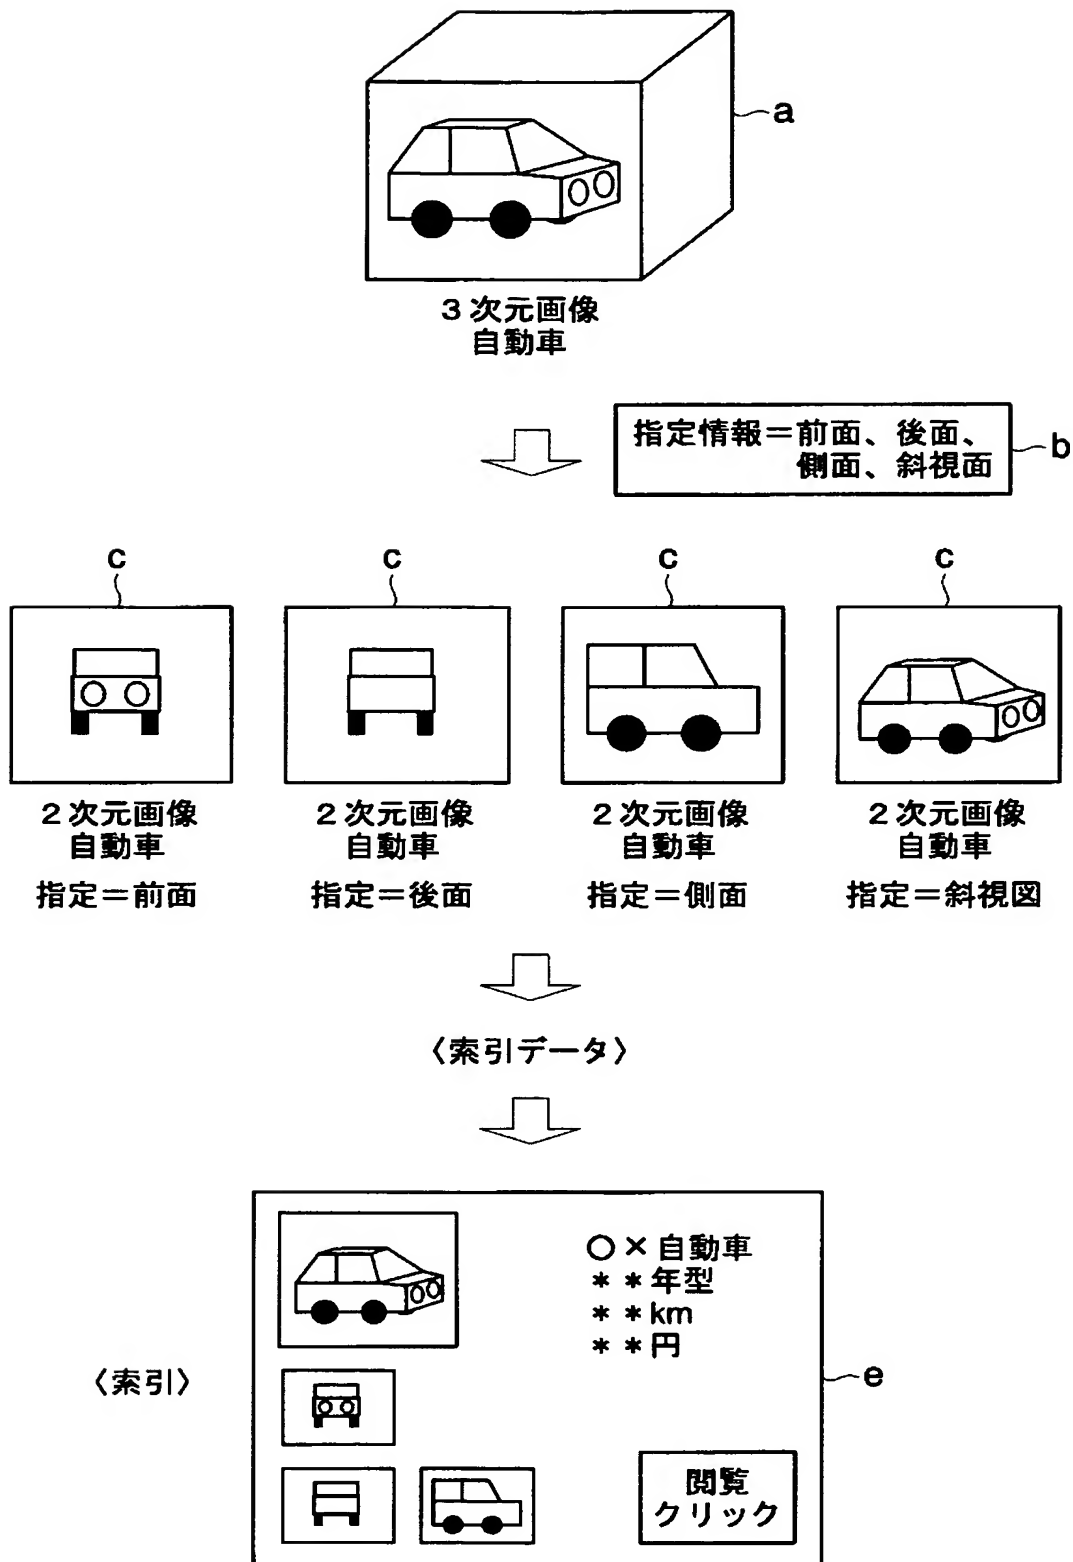 a
3次元画像
自動車
指定情報＝前面、後面、
側面、斜視面
b
c
c
c
c
2次元画像
自動車
指定＝前面
2次元画像
自動車
指定＝後面
2次元画像
自動車
指定＝側面
2次元画像
自動車
指定＝斜視図
〈索引データ〉
〈索引〉
○×自動車
＊＊年型
＊＊km
＊＊円
e
閲覧
クリック